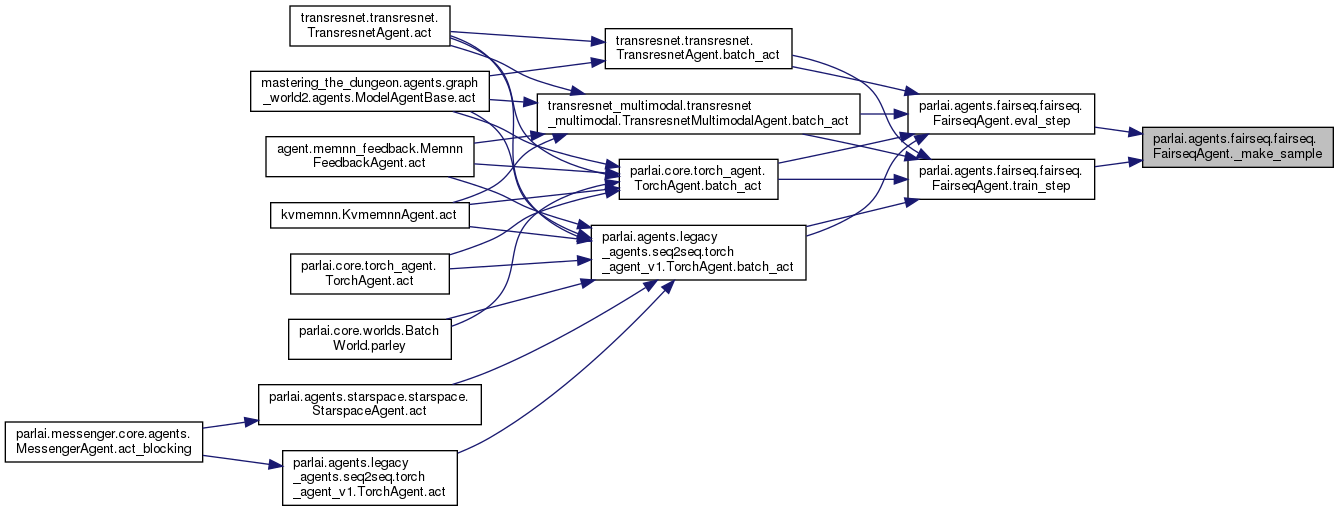 transresnet.transresnet.
TransresnetAgent.act
mastering_the_dungeon.agents.graph
_world2.agents.ModelAgentBase.act
agent.memnn_feedback.Memnn
FeedbackAgent.act
kvmemnn.KvmemnnAgent.act
parlai.core.torch_agent.
TorchAgent.act
parlai.core.worlds.Batch
World.parley
parlai.agents.starspace.starspace.
StarspaceAgent.act
parlai.messenger.core.agents.
MessengerAgent.act_blocking
parlai.agents.legacy
_agents.seq2seq.torch
_agent_v1.TorchAgent.act
transresnet.transresnet.
TransresnetAgent.batch_act
transresnet_multimodal.transresnet
_multimodal.TransresnetMultimodalAgent.batch_act
parlai.core.torch_agent.
TorchAgent.batch_act
parlai.agents.legacy
_agents.seq2seq.torch
_agent_v1.TorchAgent.batch_act
parlai.agents.fairseq.fairseq.
FairseqAgent.eval_step
parlai.agents.fairseq.fairseq.
FairseqAgent.train_step
parlai.agents.fairseq.fairseq.
FairseqAgent._make_sample